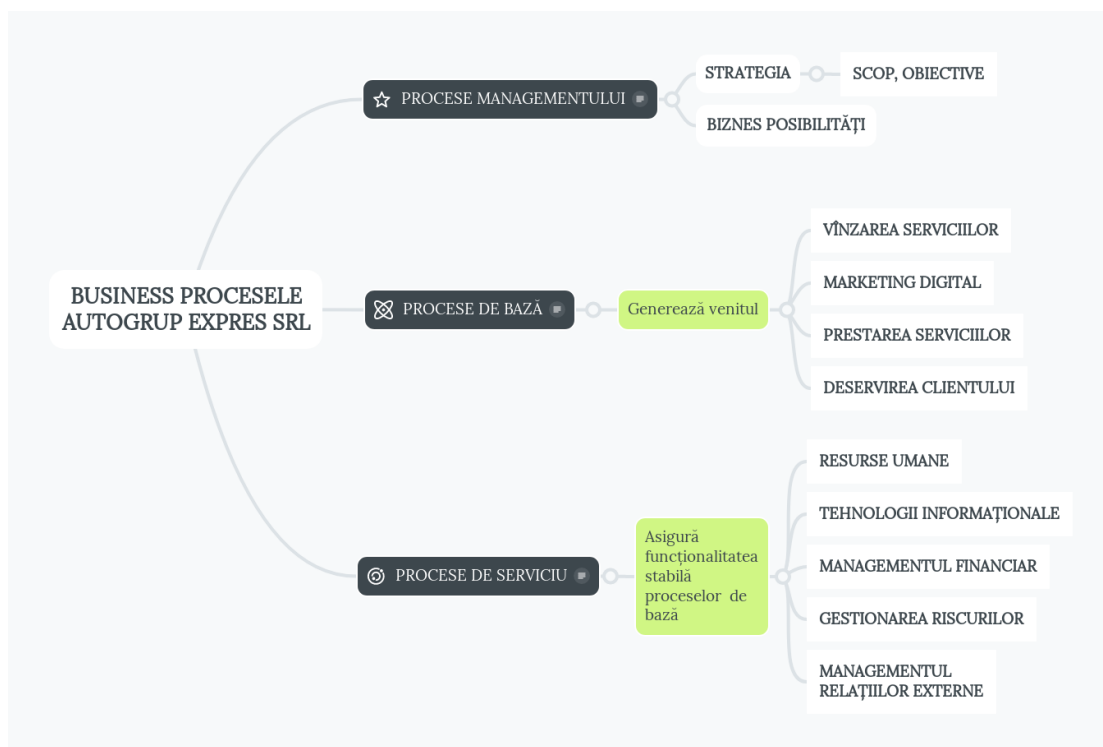 BUSINESS PROCESELE
AUTOGRUP EXPRES SRL
PROCESE MANAGEMENTULUI
STRATEGIA
SCOP, OBIECTIVE
BIZNES POSIBILITĂȚI
PROCESE DE BAZĂ
Generează venitul
VÎNZAREA SERVICIILOR
MARKETING DIGITAL
PRESTAREA SERVICIILOR
DESERVIREA CLIENTULUI
PROCESE DE SERVICIU
Asigură
funcționalitatea
stabilă
proceselor  de
bază
RESURSE UMANE
TEHNOLOGII INFORMAȚIONALE
MANAGEMENTUL FINANCIAR
GESTIONAREA RISCURILOR
MANAGEMENTUL
RELAȚIILOR EXTERNE